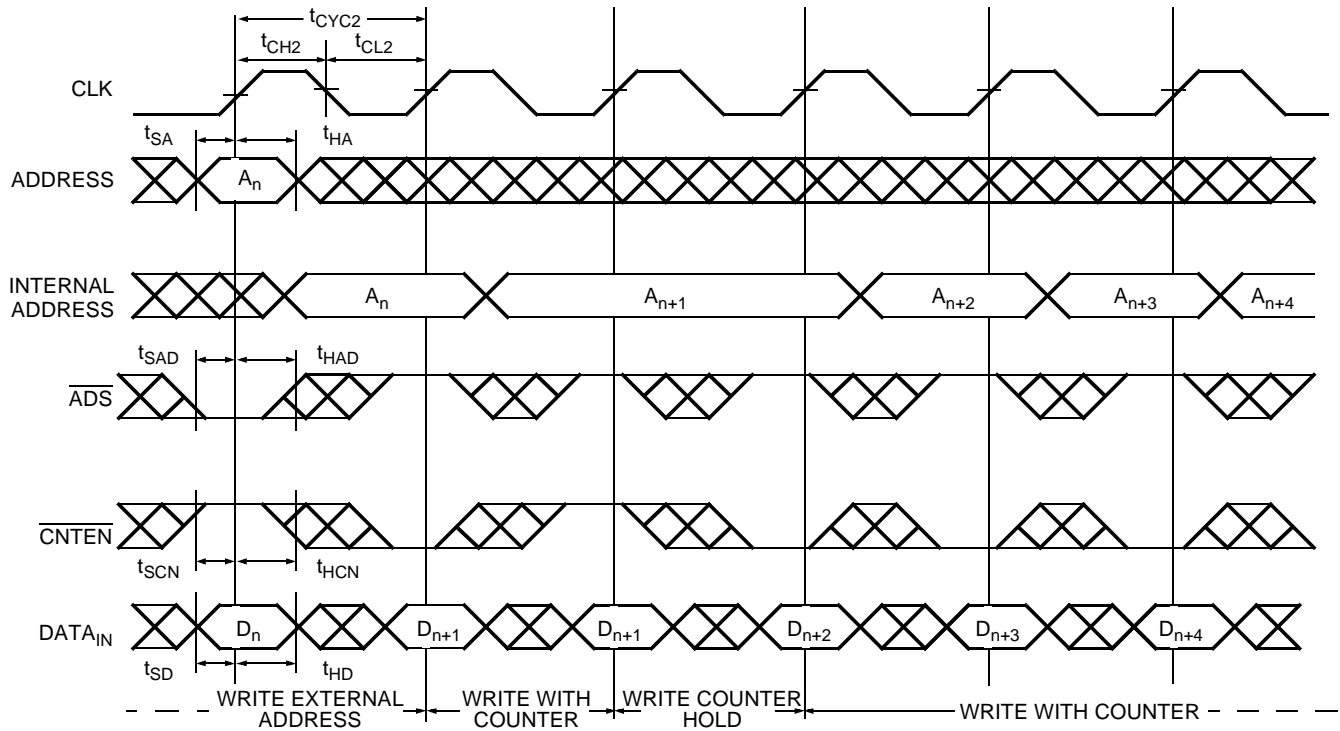 tCYC2
tCH2 tCL2
CLK
tSA tHA
ADDRESS An
INTERNAL ADDRESS An An+1 An+2 An+3 An+4
tSAD tHAD
ADS
CNTEN
tSCN tHCN
DATAIN Dn Dn+1 Dn+1 Dn+2 Dn+3 Dn+4
tSD tHD
WRITE EXTERNAL ADDRESS
WRITE WITH COUNTER
WRITE COUNTER HOLD
WRITE WITH COUNTER